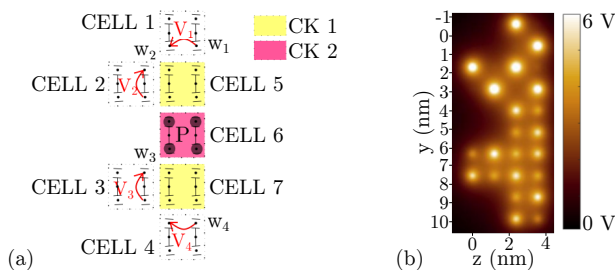 (a)
CELL 1
V₁
w₂
w₁
CK 1
CK 2
CELL 2
V₂
CELL 5
P
CELL 6
w₃
CELL 3
V₃
CELL 7
w₄
V₄
CELL 4
(b)
6 V
0 V
y (nm)
-1
0
1
2
3
4
5
6
7
8
9
10
0 2 4
z (nm)